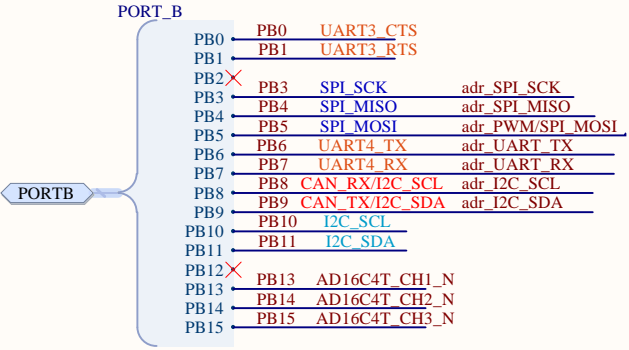 PORT_B
PB0 PB0 UART3_CTS
PB1 PB1 UART3_RTS
PB2
PB3 PB3 SPI_SCK adr_SPI_SCK
PB4 PB4 SPI_MISO adr_SPI_MISO
PB5 PB5 SPI_MOSI adr_PWM/SPI_MOSI
PB6 PB6 UART4_TX adr_UART_TX
PB7 PB7 UART4_RX adr_UART_RX
PORTB
PB8 PB8 CAN_RX/I2C_SCL adr_I2C_SCL
PB9 PB9 CAN_TX/I2C_SDA adr_I2C_SDA
PB10 PB10 I2C_SCL
PB11 PB11 I2C_SDA
PB12
PB13 PB13 AD16C4T_CH1_N
PB14 PB14 AD16C4T_CH2_N
PB15 PB15 AD16C4T_CH3_N